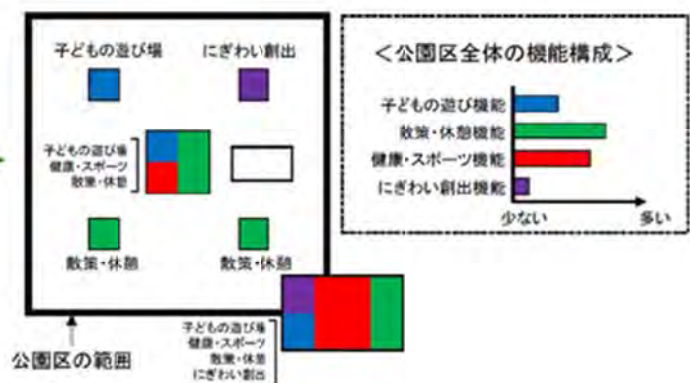 子どもの遊び場
にぎわい創出
子どもの遊び場
健康・スポーツ
散策・休憩
散策・休憩
散策・休憩
子どもの遊び場
健康・スポーツ
散策・休憩
にぎわい創出
公園区の範囲
＜公園区全体の機能構成＞
子どもの遊び機能
散策・休憩機能
健康・スポーツ機能
にぎわい創出機能
少ない
多い